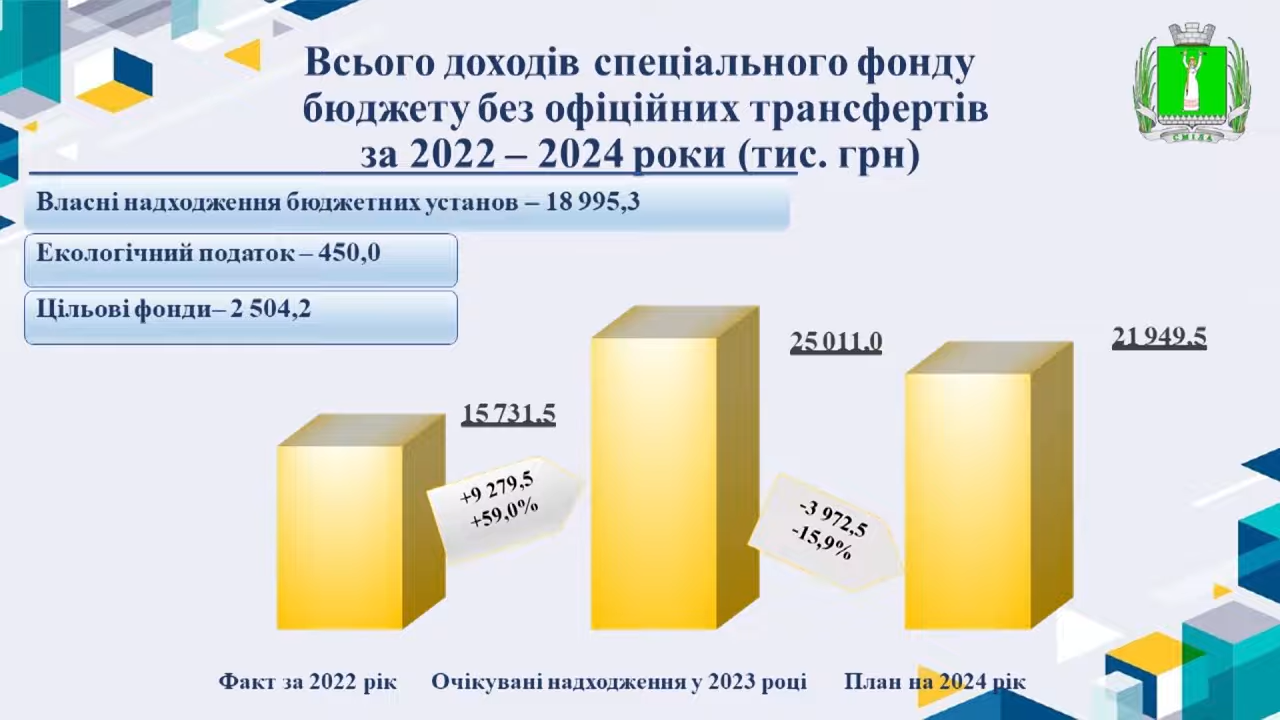 Всього доходів спеціального фонду
бюджету без офіційних трансфертів
за 2022 – 2024 роки (тис. грн)
СМІЛА
Власні надходження бюджетних установ – 18 995,3
Екологічний податок – 450,0
Цільові фонди– 2 504,2
15 731,5
25 011,0
21 949,5
+9 279,5
+59,0%
-3 972,5
-15,9%
Факт за 2022 рік
Очікувані надходження у 2023 році
План на 2024 рік